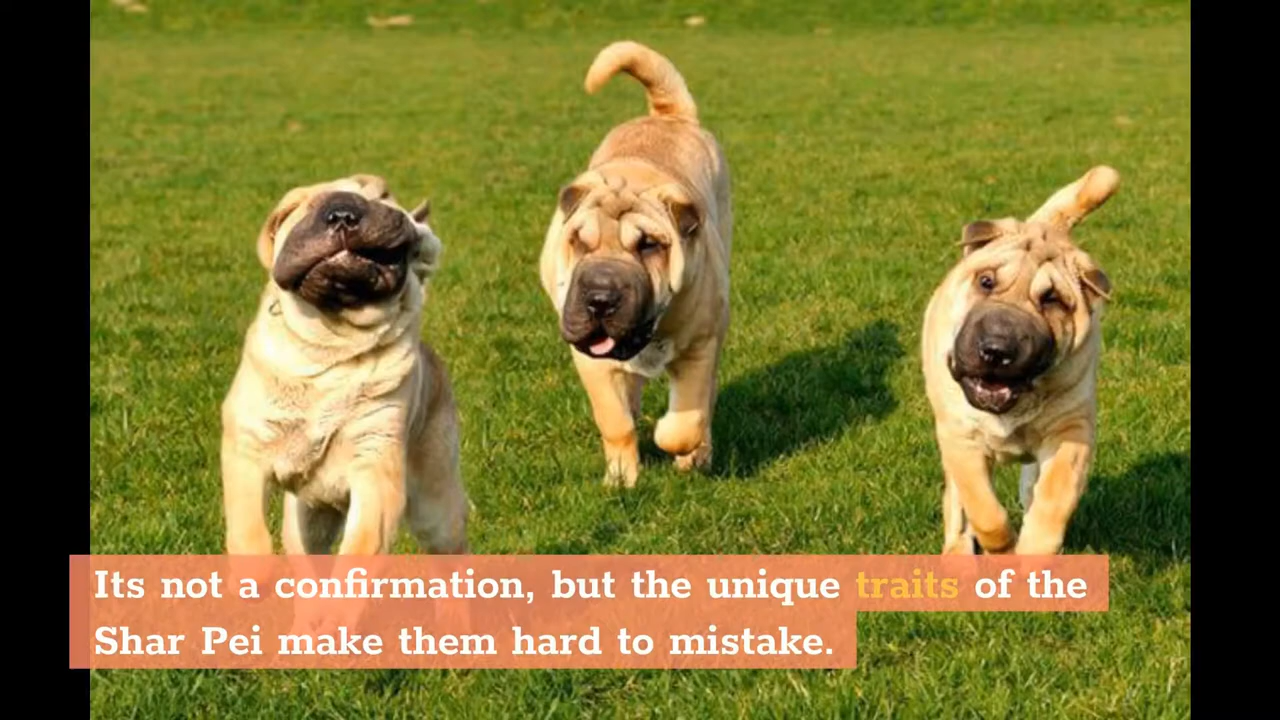 Its not a confirmation, but the unique traits of the
Shar Pei make them hard to mistake.